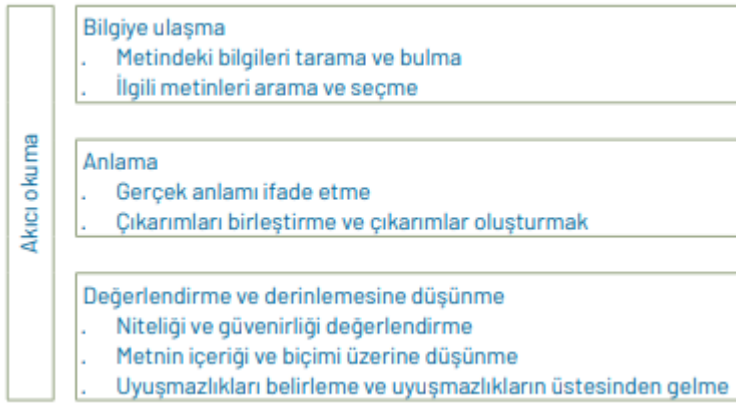 Akıcı okuma
Bilgiye ulaşma
. Metindeki bilgileri tarama ve bulma
. İlgili metinleri arama ve seçme
Anlama
. Gerçek anlamı ifade etme
. Çıkarımları birleştirme ve çıkarımlar oluşturmak
Değerlendirme ve derinlemesine düşünme
. Niteliği ve güvenirliği değerlendirme
. Metnin içeriği ve biçimi üzerine düşünme
. Uyuşmazlıkları belirleme ve uyuşmazlıkların üstesinden gelme